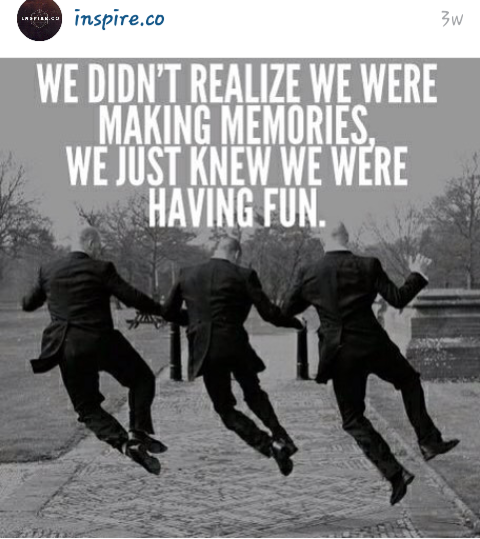 inspire.co
3w
WE DIDN'T REALIZE WE WERE
MAKING MEMORIES,
WE JUST KNEW WE WERE
HAVING FUN.